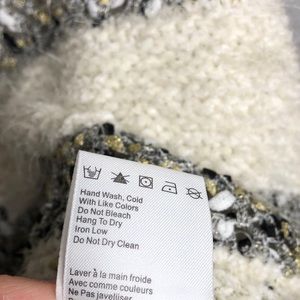 Hand Wash, Cold
With Like Colors
Do Not Bleach
Hang To Dry
Iron Low
Do Not Dry Clean
Laver à la main froide
Avec comme couleurs
Ne Pas javeliser